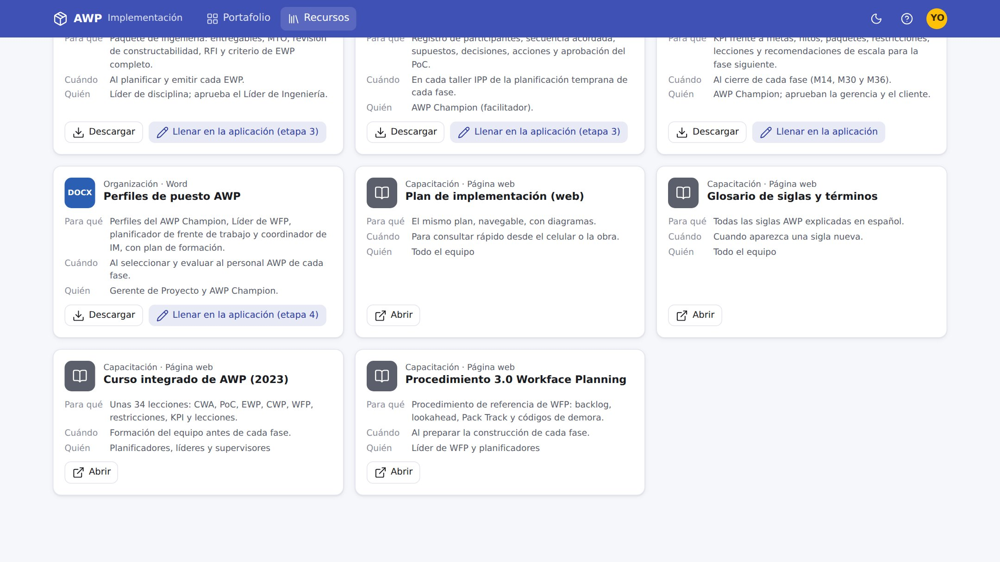 AWP Implementación
Portafolio
Recursos
YO
Para qué
Paquete de ingeniería: entregables, MTO, revisión
de constructabilidad, RFI y criterio de EWP
completo.
Cuándo
Al planificar y emitir cada EWP.
Quién
Líder de disciplina; aprueba el Líder de Ingeniería.
Descargar
Llenar en la aplicación (etapa 3)
Para qué
Registro de participantes, secuencia acordada,
supuestos, decisiones, acciones y aprobación del
PoC.
Cuándo
En cada taller IPP de la planificación temprana de
cada fase.
Quién
AWP Champion (facilitador).
Descargar
Llenar en la aplicación (etapa 3)
Para qué
KPI frente a metas, hitos, paquetes, restricciones,
lecciones y recomendaciones de escala para la
fase siguiente.
Cuándo
Al cierre de cada fase (M14, M30 y M36).
Quién
AWP Champion; aprueban la gerencia y el cliente.
Descargar
Llenar en la aplicación
DOCX
Organización · Word
Perfiles de puesto AWP
Para qué
Perfiles del AWP Champion, Líder de WFP,
planificador de frente de trabajo y coordinador de
IM, con plan de formación.
Cuándo
Al seleccionar y evaluar al personal AWP de cada
fase.
Quién
Gerente de Proyecto y AWP Champion.
Descargar
Llenar en la aplicación (etapa 4)
Capacitación · Página web
Plan de implementación (web)
Para qué
El mismo plan, navegable, con diagramas.
Cuándo
Para consultar rápido desde el celular o la obra.
Quién
Todo el equipo
Abrir
Capacitación · Página web
Glosario de siglas y términos
Para qué
Todas las siglas AWP explicadas en español.
Cuándo
Cuando aparezca una sigla nueva.
Quién
Todo el equipo
Abrir
Capacitación · Página web
Curso integrado de AWP (2023)
Para qué
Unas 34 lecciones: CWA, PoC, EWP, CWP, WFP,
restricciones, KPI y lecciones.
Cuándo
Formación del equipo antes de cada fase.
Quién
Planificadores, líderes y supervisores
Abrir
Capacitación · Página web
Procedimiento 3.0 Workface Planning
Para qué
Procedimiento de referencia de WFP: backlog,
lookahead, Pack Track y códigos de demora.
Cuándo
Al preparar la construcción de cada fase.
Quién
Líder de WFP y planificadores
Abrir